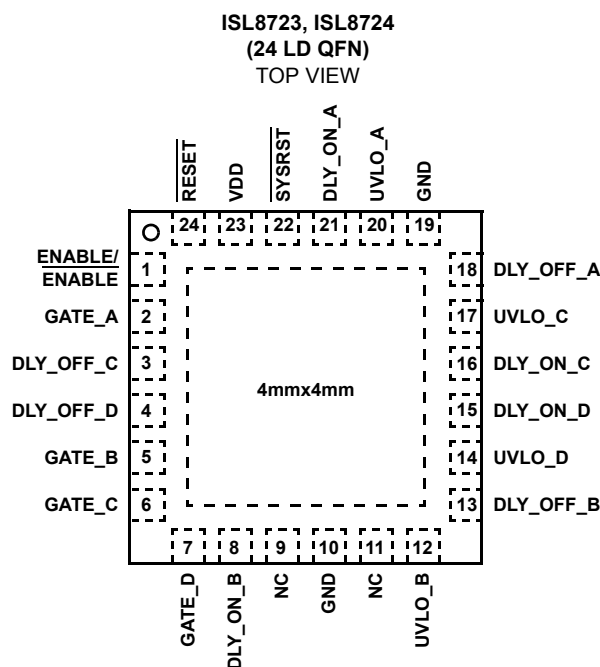 ISL8723, ISL8724
(24 LD QFN)
TOP VIEW
RESET
VDD
SYSRST
DLY_ON_A
UVLO_A
GND
24 23 22 21 20 19
ENABLE/
ENABLE
1
GATE_A 2
DLY_OFF_C 3
DLY_OFF_D 4
GATE_B 5
GATE_C 6
4mmx4mm
18 DLY_OFF_A
17 UVLO_C
16 DLY_ON_C
15 DLY_ON_D
14 UVLO_D
13 DLY_OFF_B
7 8 9 10 11 12
GATE_D
DLY_ON_B
NC
GND
NC
UVLO_B